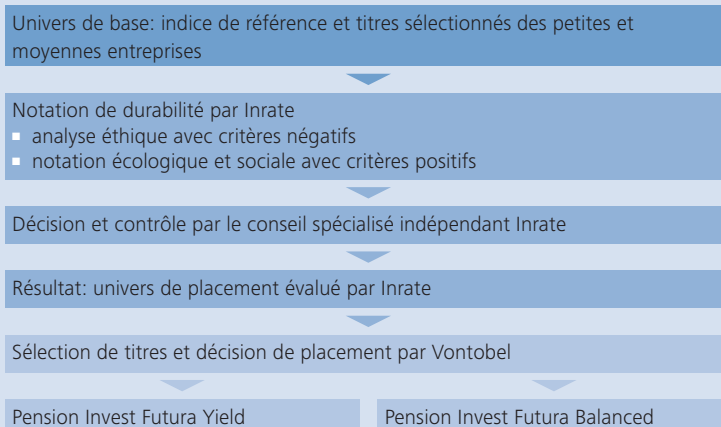 Univers de base: indice de référence et titres sélectionnés des petites et
moyennes entreprises
Notation de durabilité par Inrate
▪ analyse éthique avec critères négatifs
▪ notation écologique et sociale avec critères positifs
Décision et contrôle par le conseil spécialisé indépendant Inrate
Résultat: univers de placement évalué par Inrate
Sélection de titres et décision de placement par Vontobel
Pension Invest Futura Yield
Pension Invest Futura Balanced